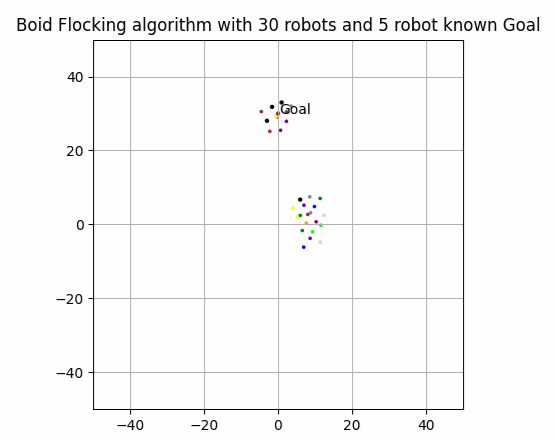 Boid Flocking algorithm with 30 robots and 5 robot known Goal
40
Goal
20
0
−20
−40
−40 −20 0 20 40